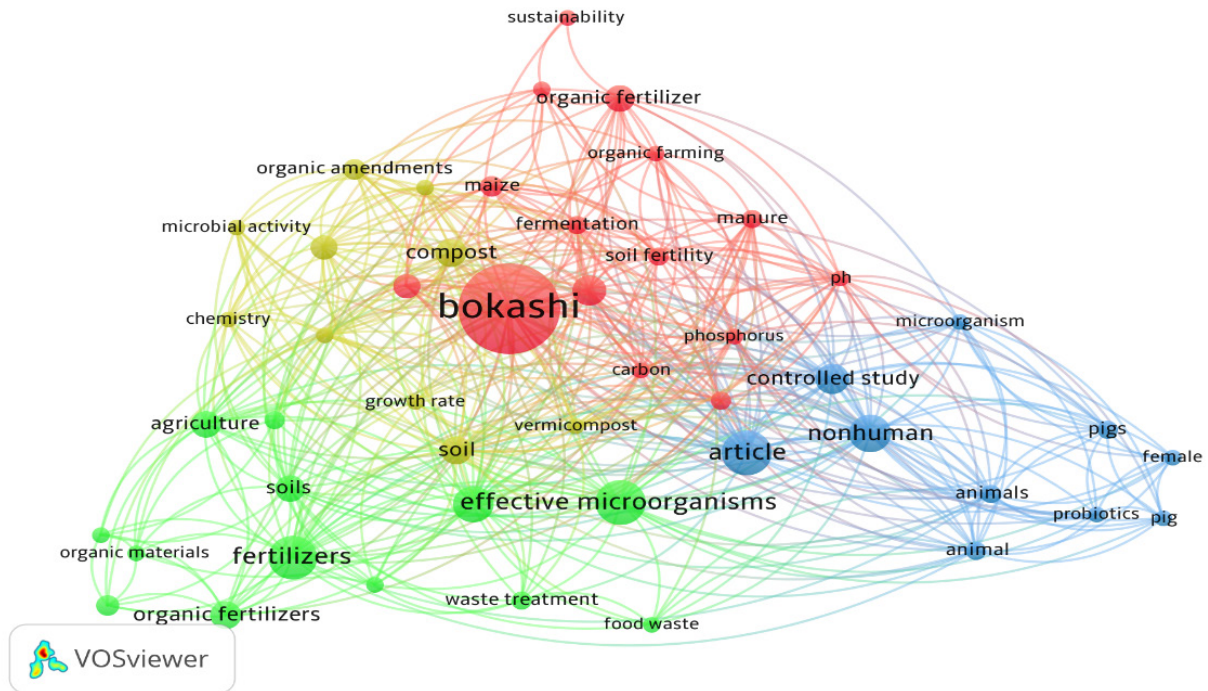 sustainability
organic fertilizer
organic farming
organic amendments
maize
microbial activity
fermentation
manure
compost
soil fertility
ph
bokashi
chemistry
microorganism
phosphorus
carbon
controlled study
growth rate
agriculture
vermicompost
nonhuman
pigs
soil
article
female
soils
effective microorganisms
animals
probiotics
pig
organic materials
fertilizers
animal
organic fertilizers
waste treatment
food waste
VOSviewer